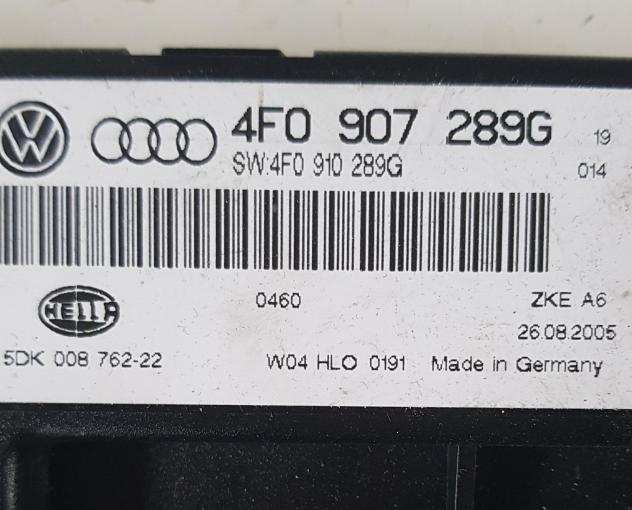 4F0 907 289G 19
SW:4F0 910 289G 014
HELLA 0460 ZKE A6
26.08.2005
5DK 008 762-22 W04 HLO 0191 Made in Germany